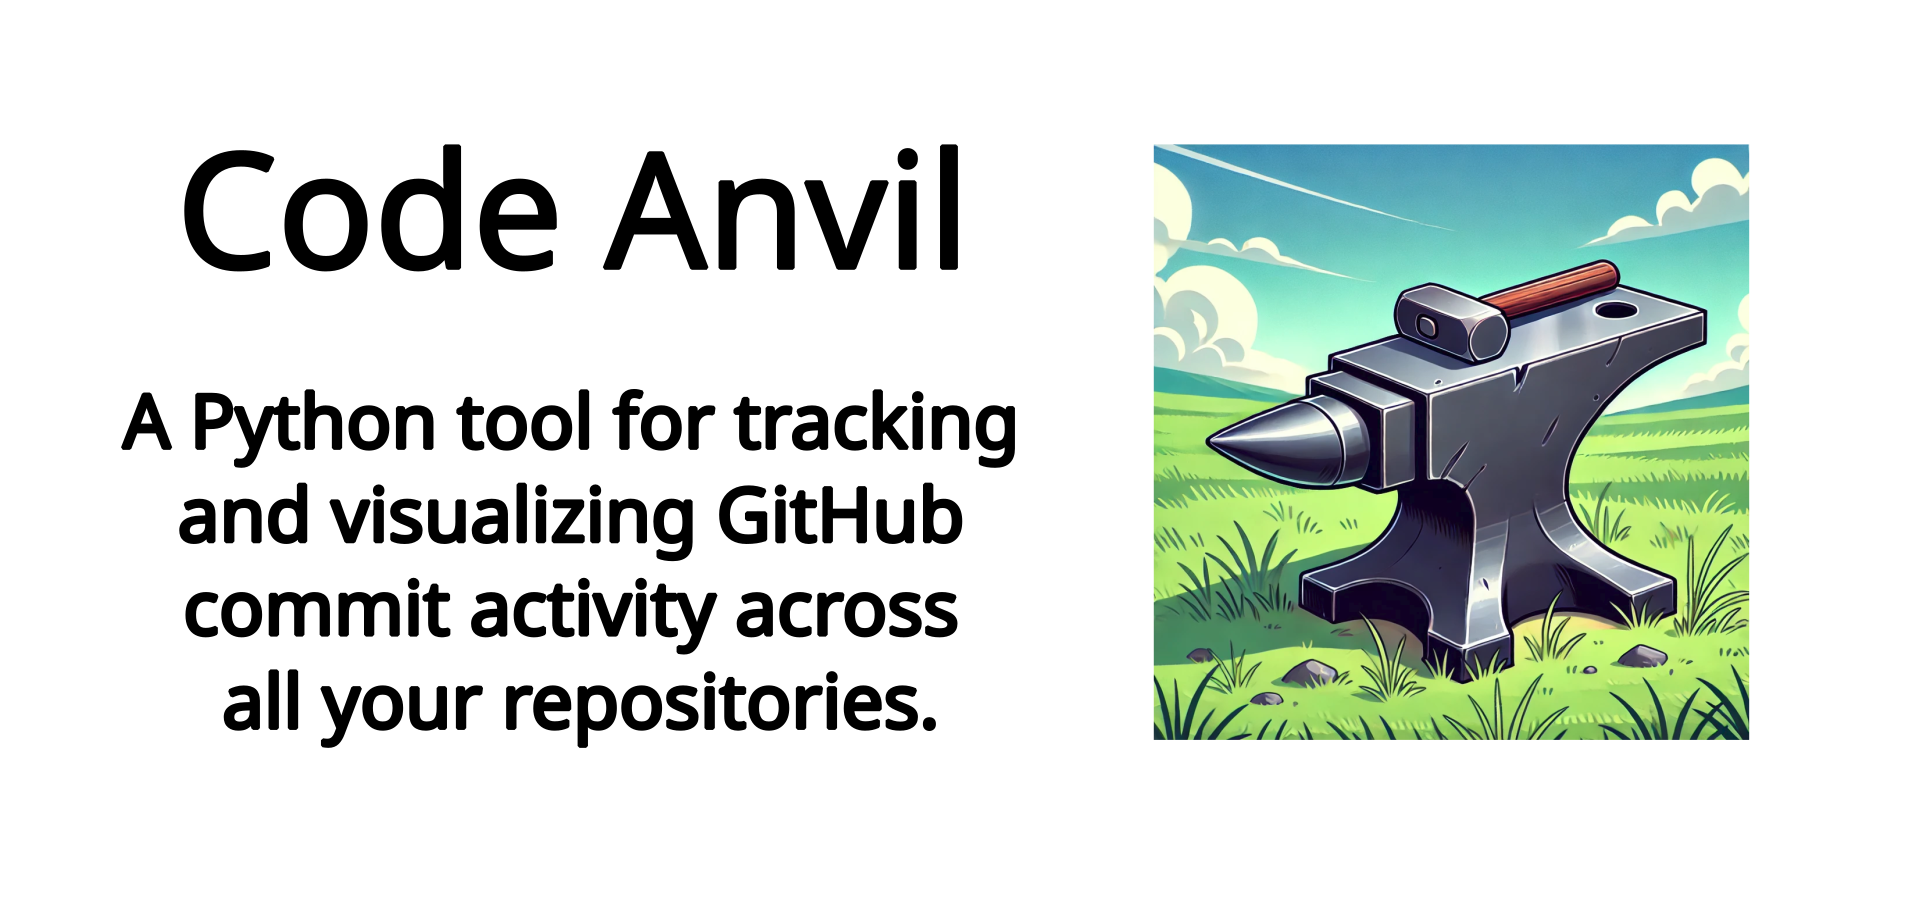 Code Anvil
A Python tool for tracking
and visualizing GitHub
commit activity across
all your repositories.